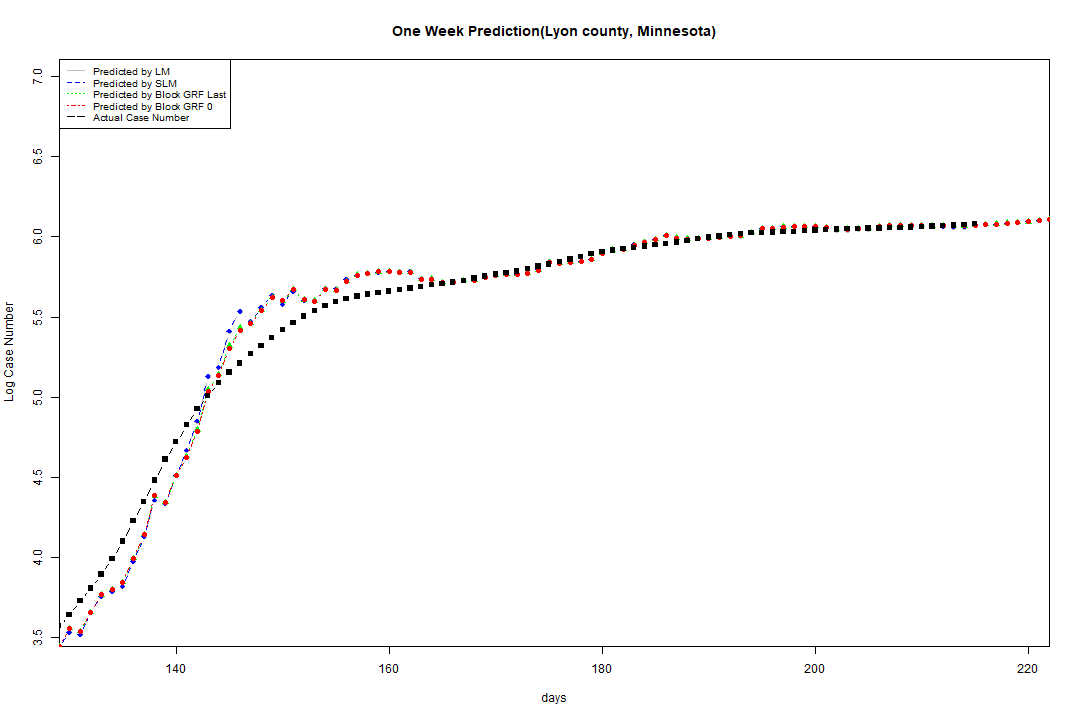 One Week Prediction(Lyon county, Minnesota)
Predicted by LM
Predicted by SLM
Predicted by Block GRF Last
Predicted by Block GRF 0
Actual Case Number
7.0
6.5
6.0
5.5
5.0
4.5
4.0
3.5
Log Case Number
140 160 180 200 220
days